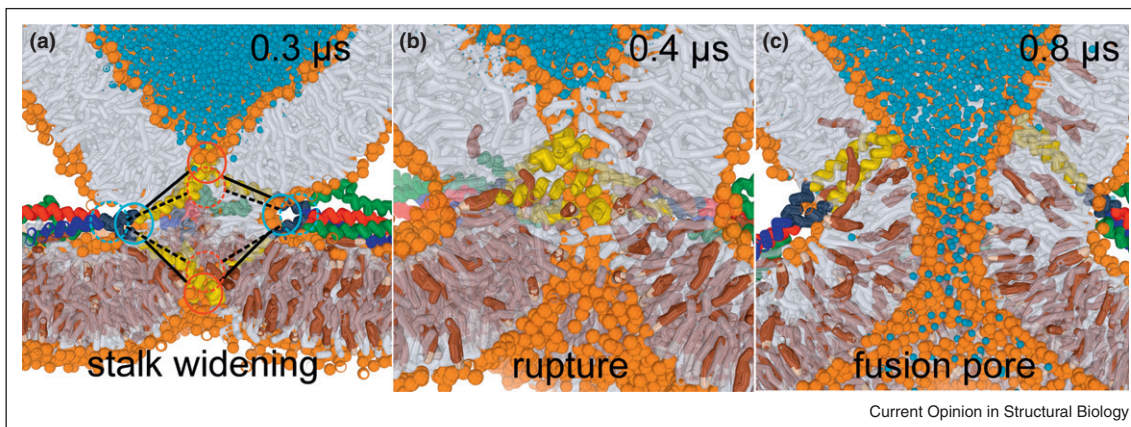 (a) 0.3 µs
stalk widening
(b) 0.4 µs
rupture
(c) 0.8 µs
fusion pore
Current Opinion in Structural Biology